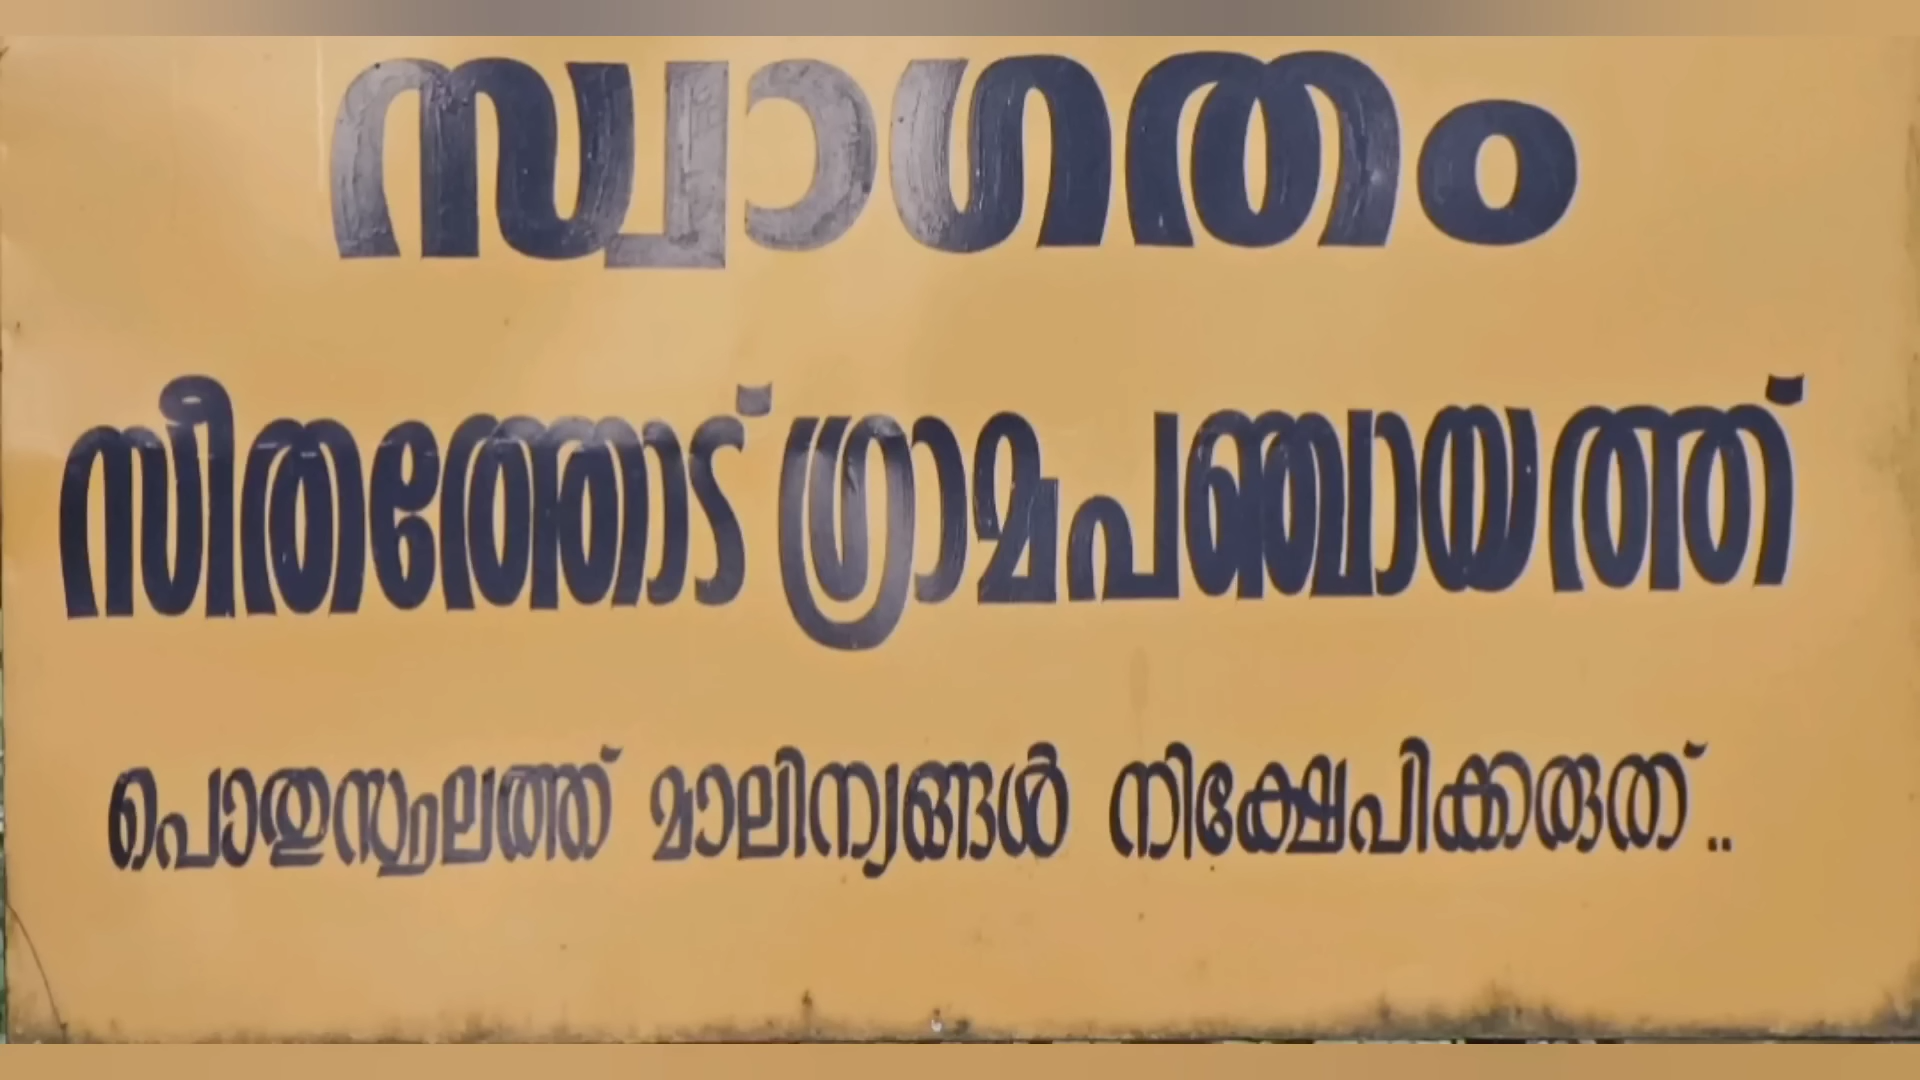 സ്വാഗതം
സീതത്തോട് ഗ്രാമപഞ്ചായത്ത്
പൊതുസ്ഥലത്ത് മാലിന്യങ്ങൾ നിക്ഷേപിക്കരുത്..